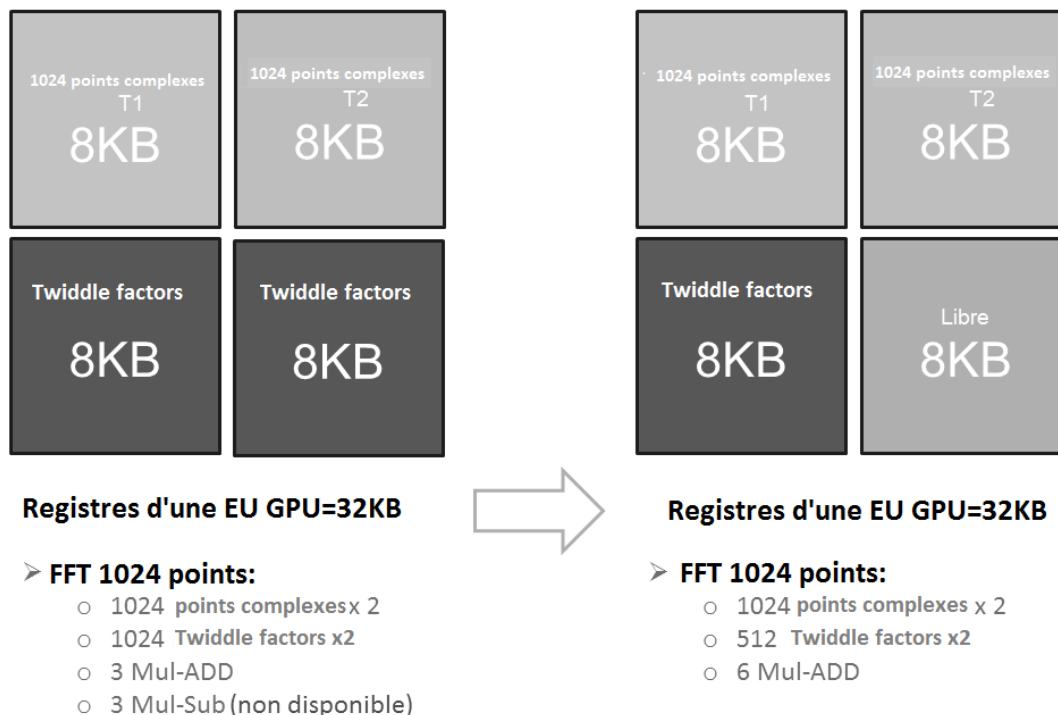 1024 points complexes
T1
8KB
1024 points complexes
T2
8KB
Twiddle factors
8KB
Twiddle factors
8KB
Registres d'une EU GPU=32KB
➢ FFT 1024 points:
o 1024 points complexes x 2
o 1024 Twiddle factors x2
o 3 Mul-ADD
o 3 Mul-Sub (non disponible)
1024 points complexes
T1
8KB
1024 points complexes
T2
8KB
Twiddle factors
8KB
Libre
8KB
Registres d'une EU GPU=32KB
➢ FFT 1024 points:
o 1024 points complexes x 2
o 512 Twiddle factors x2
o 6 Mul-ADD